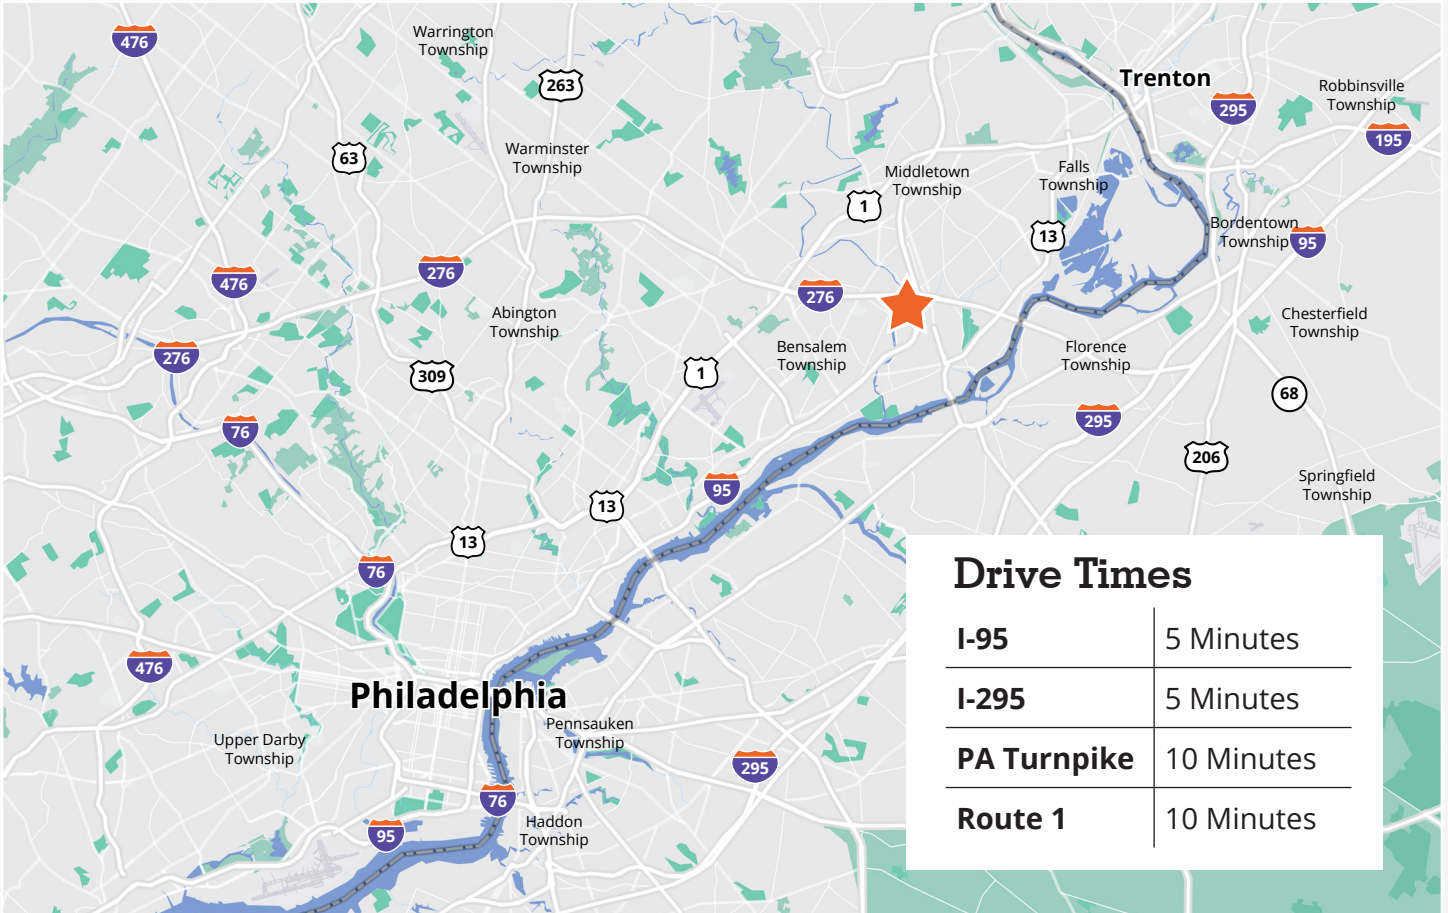 476
Warrington
Township
263
Trenton
295
Robbinsville
Township
195
63
Warminster
Township
Middletown
Township
Falls
Township
1
13
Bordentown
Township
95
476
276
276
Abington
Township
Chesterfield
Township
Bensalem
Township
Florence
Township
276
309
1
68
76
295
206
95
Springfield
Township
13
13
76
Drive Times
I-95 5 Minutes
I-295 5 Minutes
PA Turnpike 10 Minutes
Route 1 10 Minutes
476
Philadelphia
Pennsauken
Township
Upper Darby
Township
295
76
95
Haddon
Township